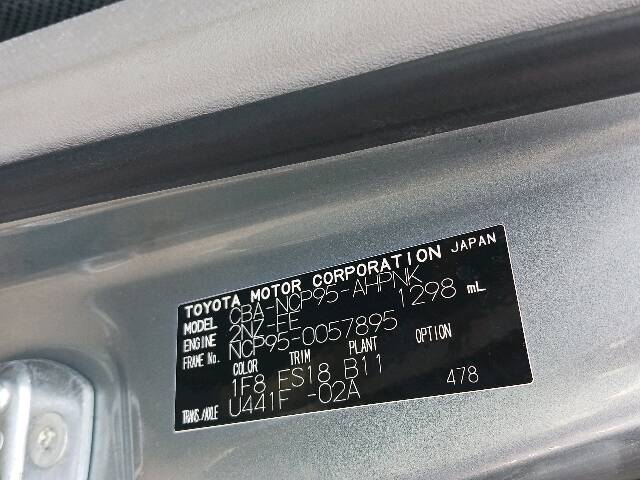 TOYOTA MOTOR CORPORATION JAPAN
MODEL CBA-NCP95-AHPNK
ENGINE 2NZ-FE 1298 mL
FRAME No. NCP95-0057895
COLOR TRIM PLANT OPTION
1F8 FS18 B11
TRANS./AXLE U441F -02A 478